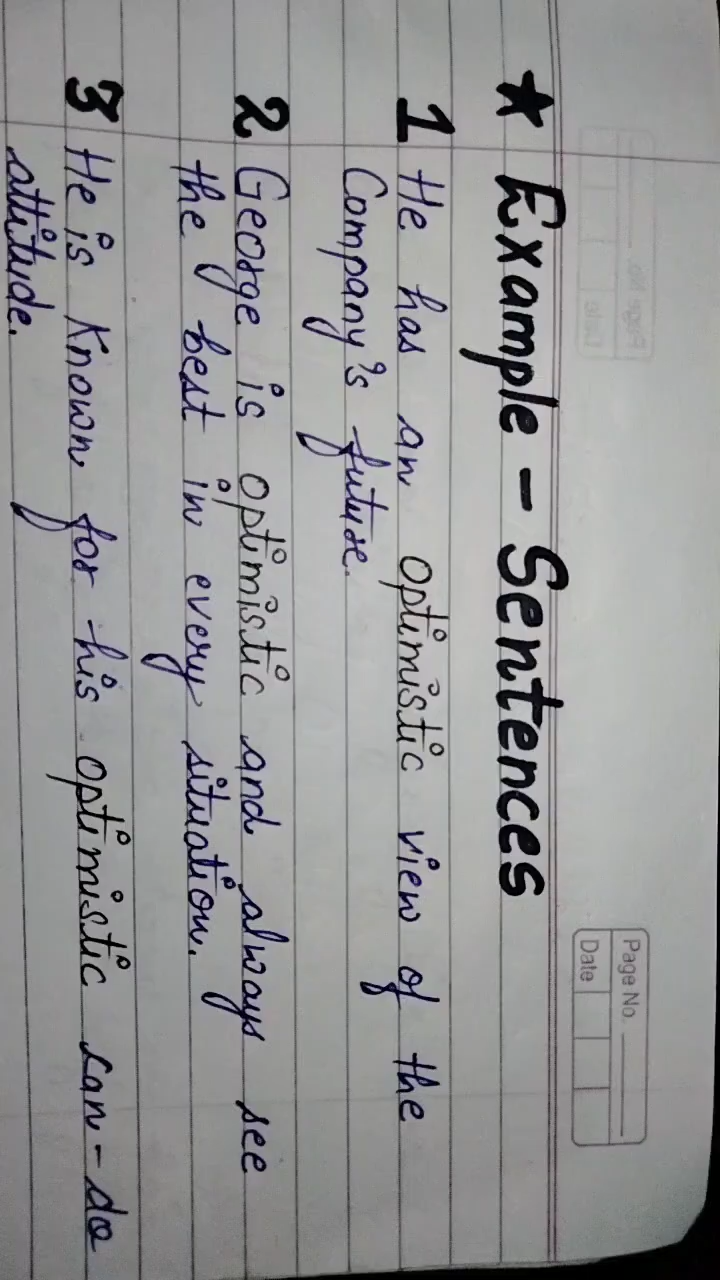 Page No.
Date
* Example - Sentences
1 He has an optimistic view of the
Company's future.
2 George is optimistic and always see
the best in every situation.
3 He is Known for his optimistic can-do
attitude.